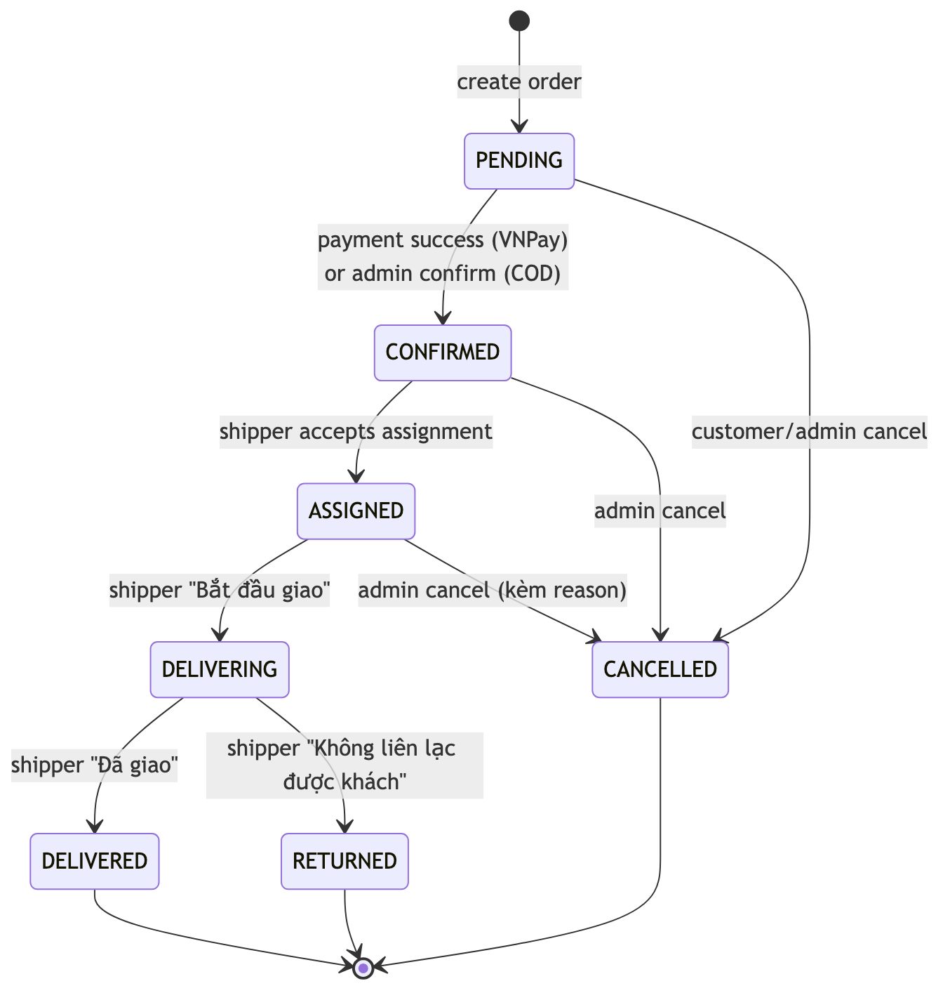 create order
PENDING
payment success (VNPay)
or admin confirm (COD)
CONFIRMED
shipper accepts assignment
customer/admin cancel
ASSIGNED
admin cancel
shipper "Bắt đầu giao"
admin cancel (kèm reason)
DELIVERING
CANCELLED
shipper "Đã giao"
shipper "Không liên lạc
được khách"
DELIVERED
RETURNED